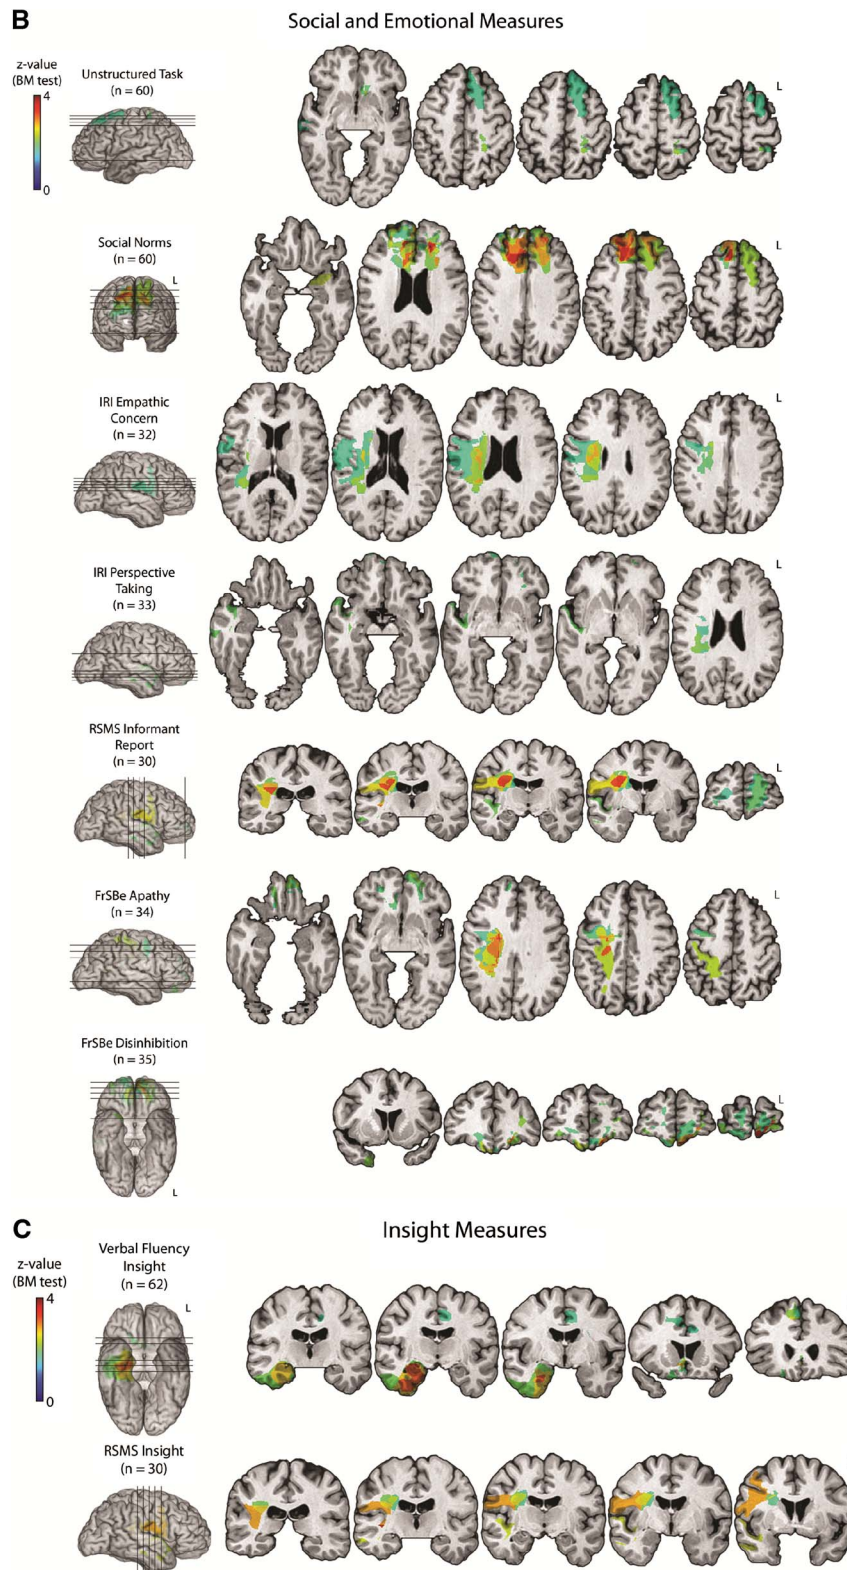 B
Social and Emotional Measures
z-value
(BM test)
4
0
Unstructured Task
(n = 60)
L
Social Norms
(n = 60)
L
L
IRI Empathic
Concern
(n = 32)
L
IRI Perspective
Taking
(n = 33)
L
RSMS Informant
Report
(n = 30)
L
FrSBe Apathy
(n = 34)
L
FrSBe Disinhibition
(n = 35)
L
L
C
Insight Measures
z-value
(BM test)
4
0
Verbal Fluency
Insight
(n = 62)
L
RSMS Insight
(n = 30)